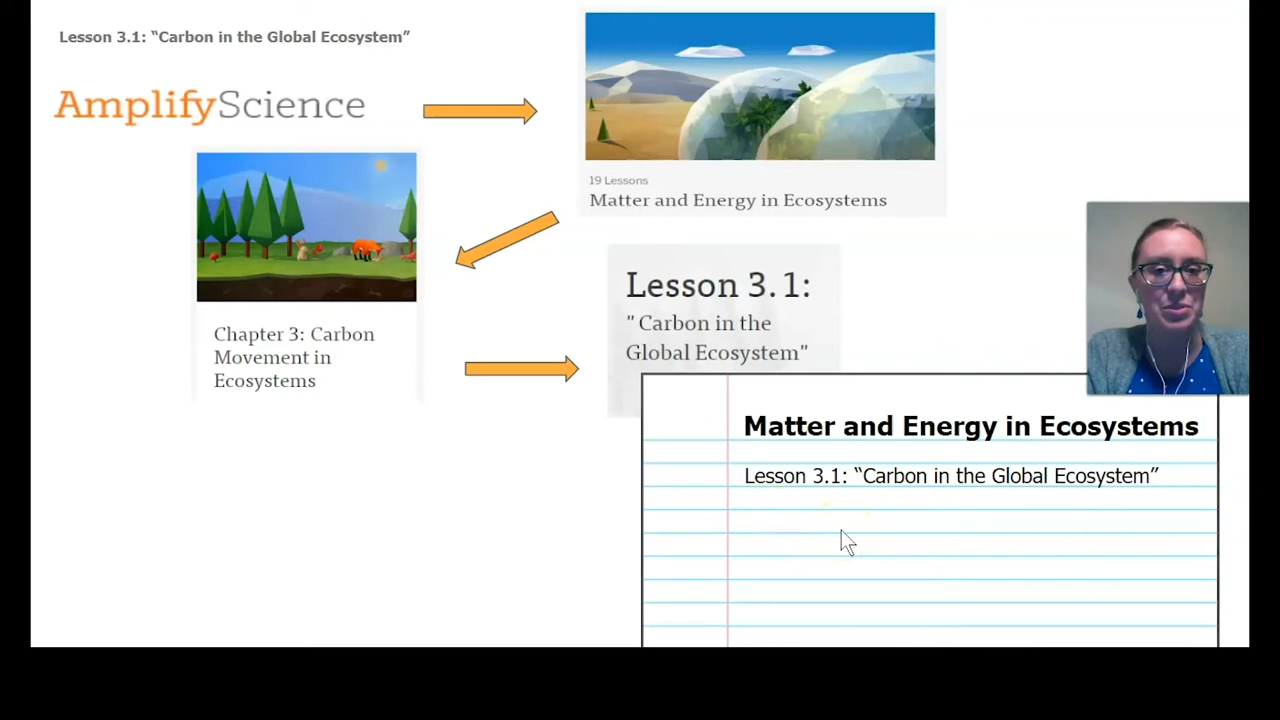 Lesson 3.1: “Carbon in the Global Ecosystem”
AmplifyScience
19 Lessons
Matter and Energy in Ecosystems
Chapter 3: Carbon
Movement in
Ecosystems
Lesson 3.1:
"Carbon in the
Global Ecosystem"
Matter and Energy in Ecosystems
Lesson 3.1: “Carbon in the Global Ecosystem”